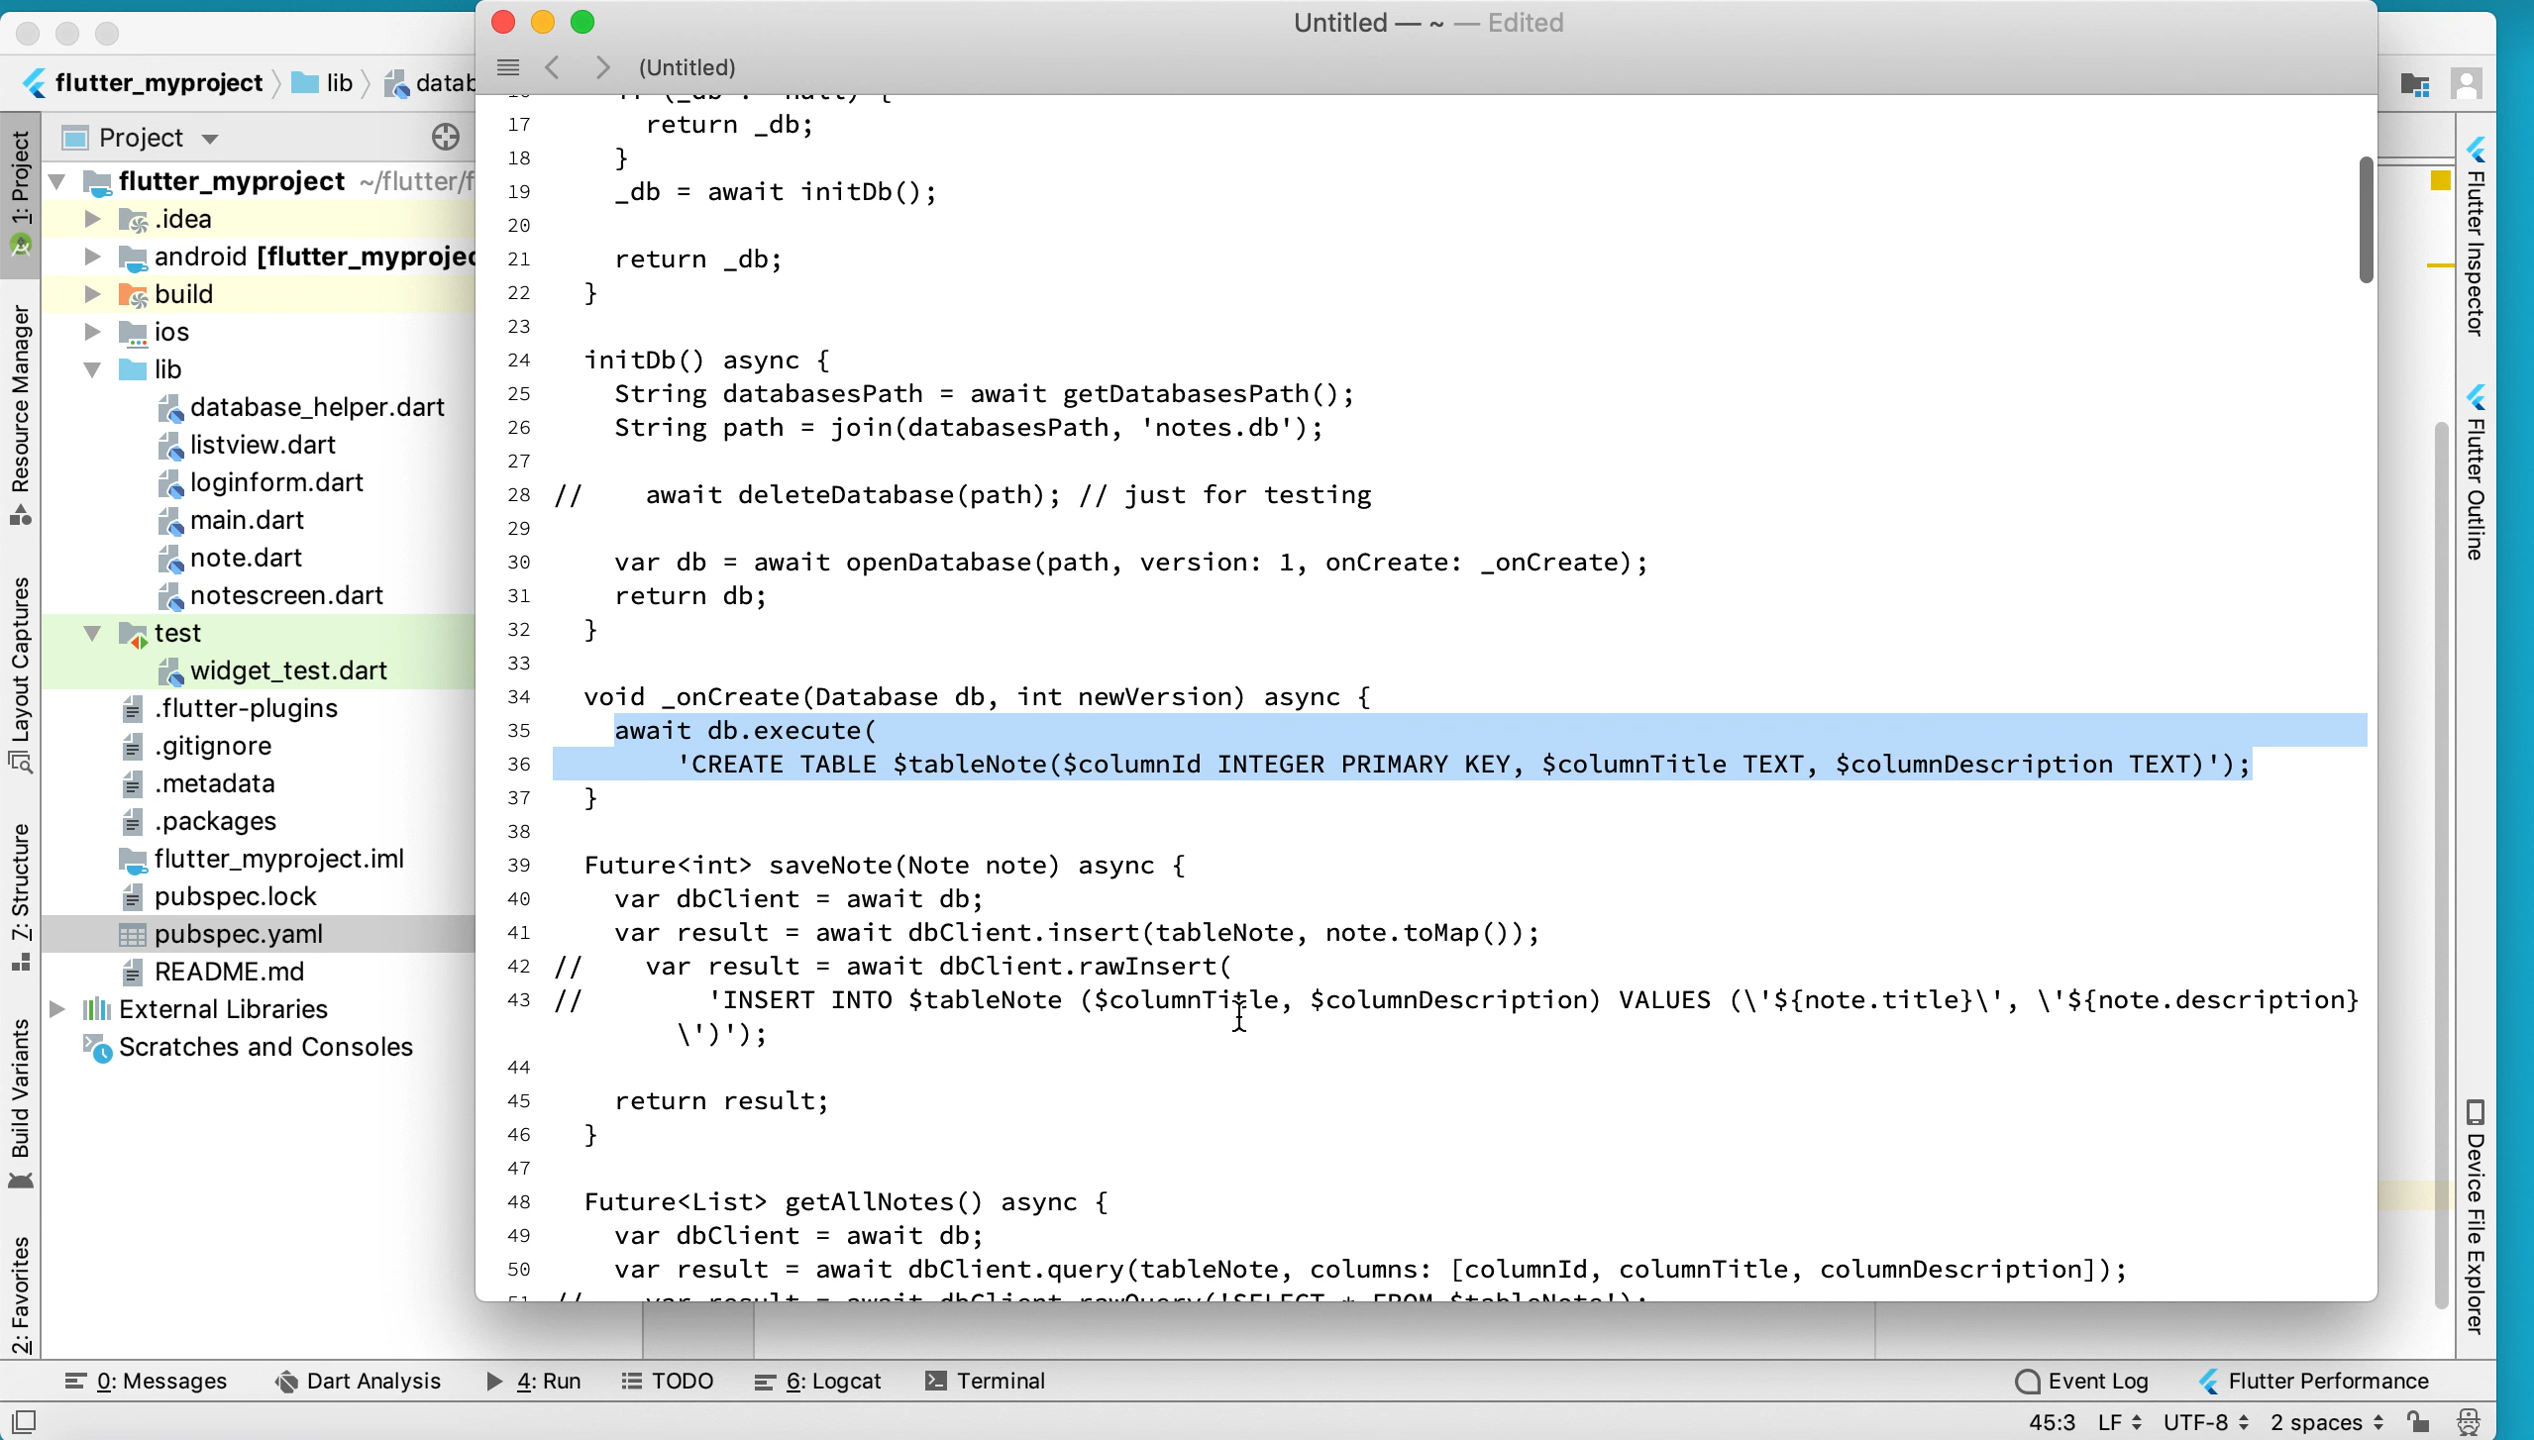 Untitled — ~ — Edited
(Untitled)
flutter_myproject
lib
datab
Project
flutter_myproject ~/flutter/f
.idea
android [flutter_myprojec
build
ios
lib
database_helper.dart
listview.dart
loginform.dart
main.dart
note.dart
notescreen.dart
test
widget_test.dart
.flutter-plugins
.gitignore
.metadata
.packages
flutter_myproject.iml
pubspec.lock
pubspec.yaml
README.md
External Libraries
Scratches and Consoles
1: Project
Resource Manager
Layout Captures
Z: Structure
Build Variants
2: Favorites
17 return _db;
18 }
19 _db = await initDb();
20
21 return _db;
22 }
23
24 initDb() async {
25 String databasesPath = await getDatabasesPath();
26 String path = join(databasesPath, 'notes.db');
27
28 // await deleteDatabase(path); // just for testing
29
30 var db = await openDatabase(path, version: 1, onCreate: _onCreate);
31 return db;
32 }
33
34 void _onCreate(Database db, int newVersion) async {
35 await db.execute(
36 'CREATE TABLE $tableNote($columnId INTEGER PRIMARY KEY, $columnTitle TEXT, $columnDescription TEXT)');
37 }
38
39 Future<int> saveNote(Note note) async {
40 var dbClient = await db;
41 var result = await dbClient.insert(tableNote, note.toMap());
42 // var result = await dbClient.rawInsert(
43 // 'INSERT INTO $tableNote ($columnTitle, $columnDescription) VALUES (\'${note.title}\', \'${note.description}
\')');
44
45 return result;
46 }
47
48 Future<List> getAllNotes() async {
49 var dbClient = await db;
50 var result = await dbClient.query(tableNote, columns: [columnId, columnTitle, columnDescription]);
51 // var result = await dbClient.rawQuery('SELECT * FROM $tableNote');
Flutter Inspector
Flutter Outline
Device File Explorer
0: Messages
Dart Analysis
4: Run
TODO
6: Logcat
Terminal
Event Log
Flutter Performance
45:3 LF UTF-8 2 spaces